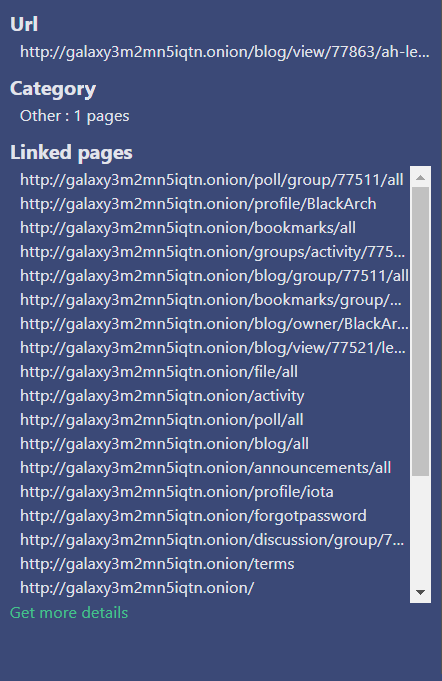 Url
http://galaxy3m2mn5iqtn.onion/blog/view/77863/ah-le...
Category
Other : 1 pages
Linked pages
http://galaxy3m2mn5iqtn.onion/poll/group/77511/all
http://galaxy3m2mn5iqtn.onion/profile/BlackArch
http://galaxy3m2mn5iqtn.onion/bookmarks/all
http://galaxy3m2mn5iqtn.onion/groups/activity/775...
http://galaxy3m2mn5iqtn.onion/blog/group/77511/all
http://galaxy3m2mn5iqtn.onion/bookmarks/group/...
http://galaxy3m2mn5iqtn.onion/blog/owner/BlackAr...
http://galaxy3m2mn5iqtn.onion/blog/view/77521/le...
http://galaxy3m2mn5iqtn.onion/file/all
http://galaxy3m2mn5iqtn.onion/activity
http://galaxy3m2mn5iqtn.onion/poll/all
http://galaxy3m2mn5iqtn.onion/blog/all
http://galaxy3m2mn5iqtn.onion/announcements/all
http://galaxy3m2mn5iqtn.onion/profile/iota
http://galaxy3m2mn5iqtn.onion/forgotpassword
http://galaxy3m2mn5iqtn.onion/discussion/group/7...
http://galaxy3m2mn5iqtn.onion/terms
http://galaxy3m2mn5iqtn.onion/
Get more details